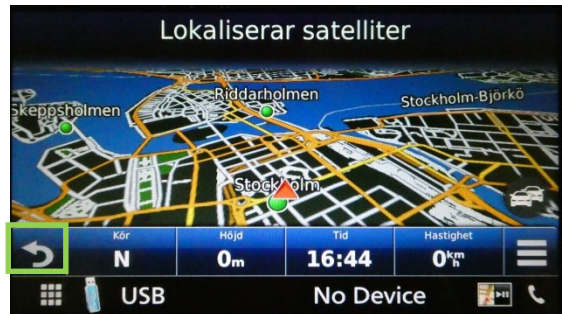 Lokaliserar satelliter
Riddarholmen
Skeppsholmen
Stockholm-Björkö
Stockholm
Kör Höjd Tid Hastighet
N 0m 16:44 0km/h
USB No Device